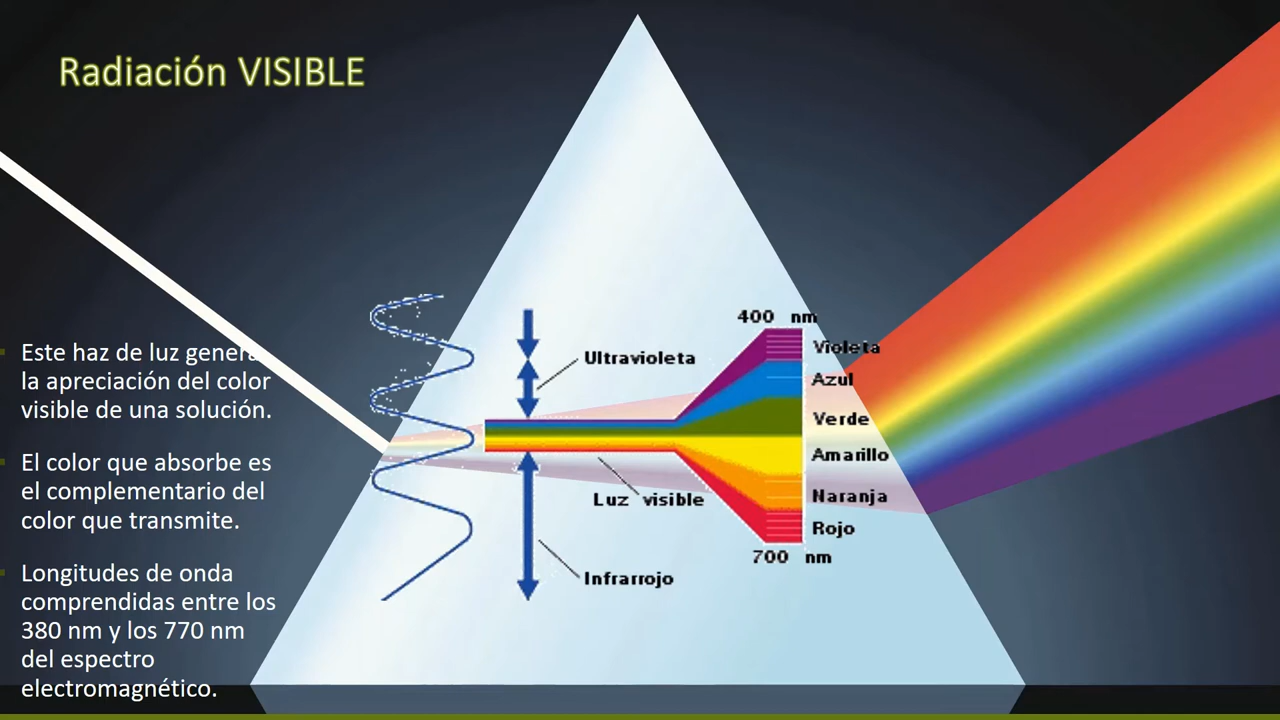 Radiación VISIBLE
Este haz de luz genera
la apreciación del color
visible de una solución.
El color que absorbe es
el complementario del
color que transmite.
Longitudes de onda
comprendidas entre los
380 nm y los 770 nm
del espectro
electromagnético.
400 nm
Ultravioleta
Violeta
Azul
Verde
Amarillo
Luz visible
Naranja
Rojo
700 nm
Infrarrojo